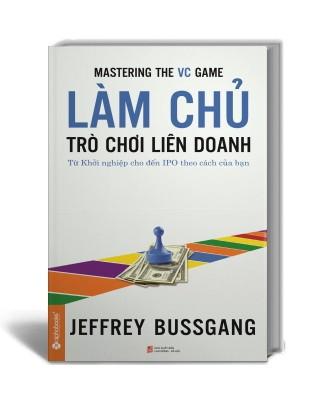 MASTERING THE VC GAME
LÀM CHỦ
TRÒ CHƠI LIÊN DOANH
Từ Khởi nghiệp cho đến IPO theo cách của bạn
JEFFREY BUSSGANG
alphabooks